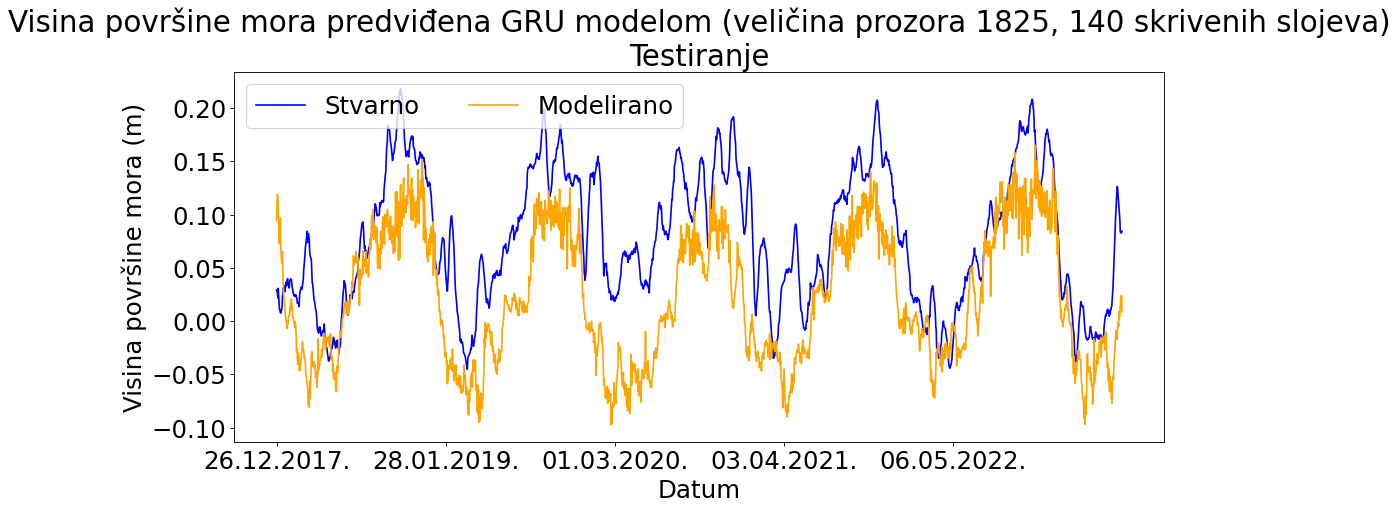 Visina površine mora predviđena GRU modelom (veličina prozora 1825, 140 skrivenih slojeva)
Testiranje
Stvarno Modelirano
Visina površine mora (m)
0.20
0.15
0.10
0.05
0.00
−0.05
−0.10
26.12.2017. 28.01.2019. 01.03.2020. 03.04.2021. 06.05.2022.
Datum